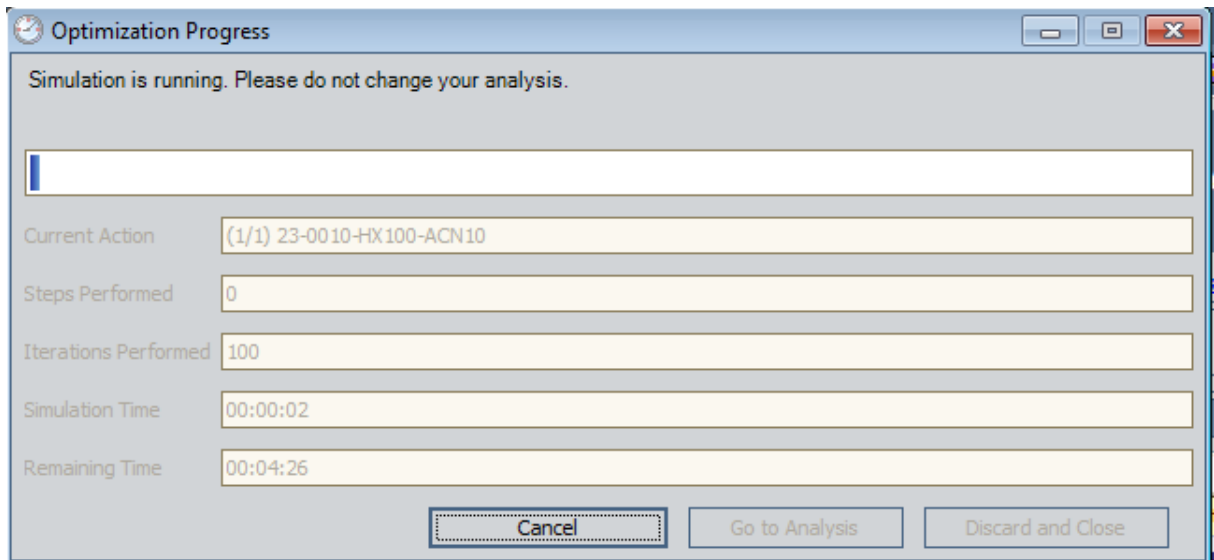 Optimization Progress
Simulation is running. Please do not change your analysis.
Current Action (1/1) 23-0010-HX100-ACN10
Steps Performed 0
Iterations Performed 100
Simulation Time 00:00:02
Remaining Time 00:04:26
Cancel Go to Analysis Discard and Close